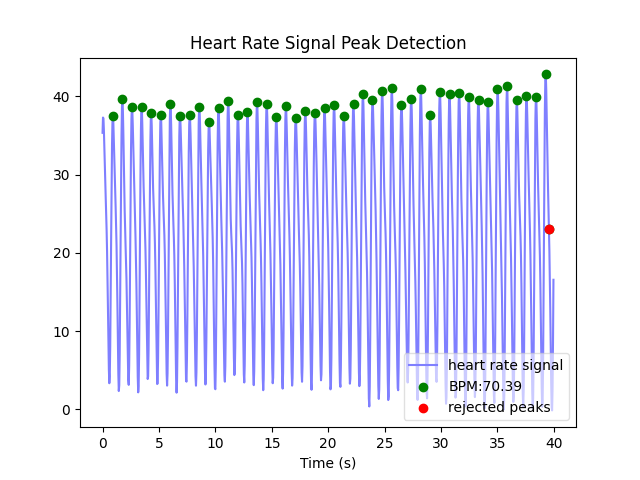 Heart Rate Signal Peak Detection
40
30
20
10
0
heart rate signal
BPM:70.39
rejected peaks
0 5 10 15 20 25 30 35 40
Time (s)